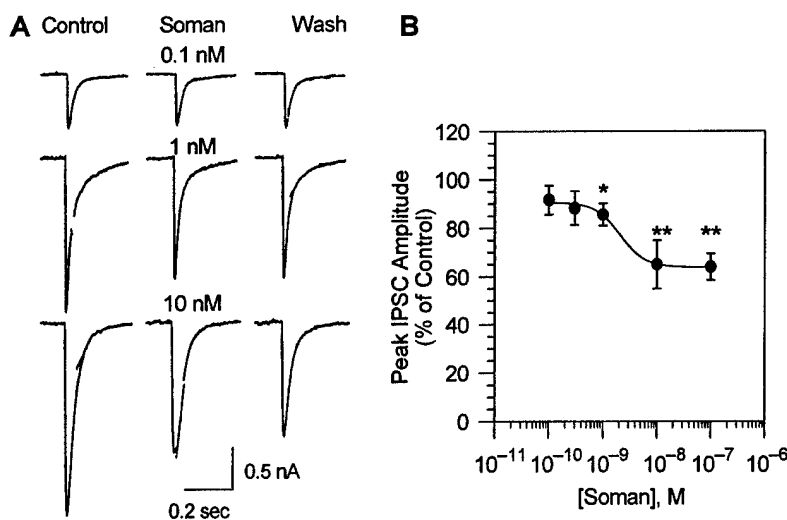 A Control Soman Wash
0.1 nM
1 nM
10 nM
0.5 nA
0.2 sec
B
Peak IPSC Amplitude
(% of Control)
120
100
80
60
40
20
0
*
**
**
10⁻¹¹ 10⁻¹⁰ 10⁻⁹ 10⁻⁸ 10⁻⁷ 10⁻⁶
[Soman], M